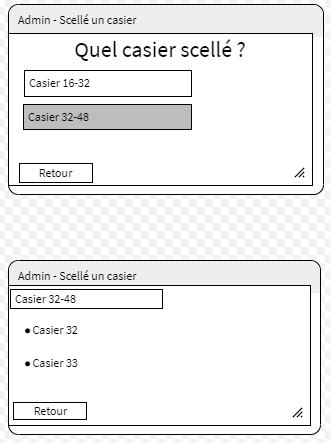 Admin - Scellé un casier
Quel casier scellé ?
Casier 16-32
Casier 32-48
Retour
Admin - Scellé un casier
Casier 32-48
• Casier 32
• Casier 33
Retour